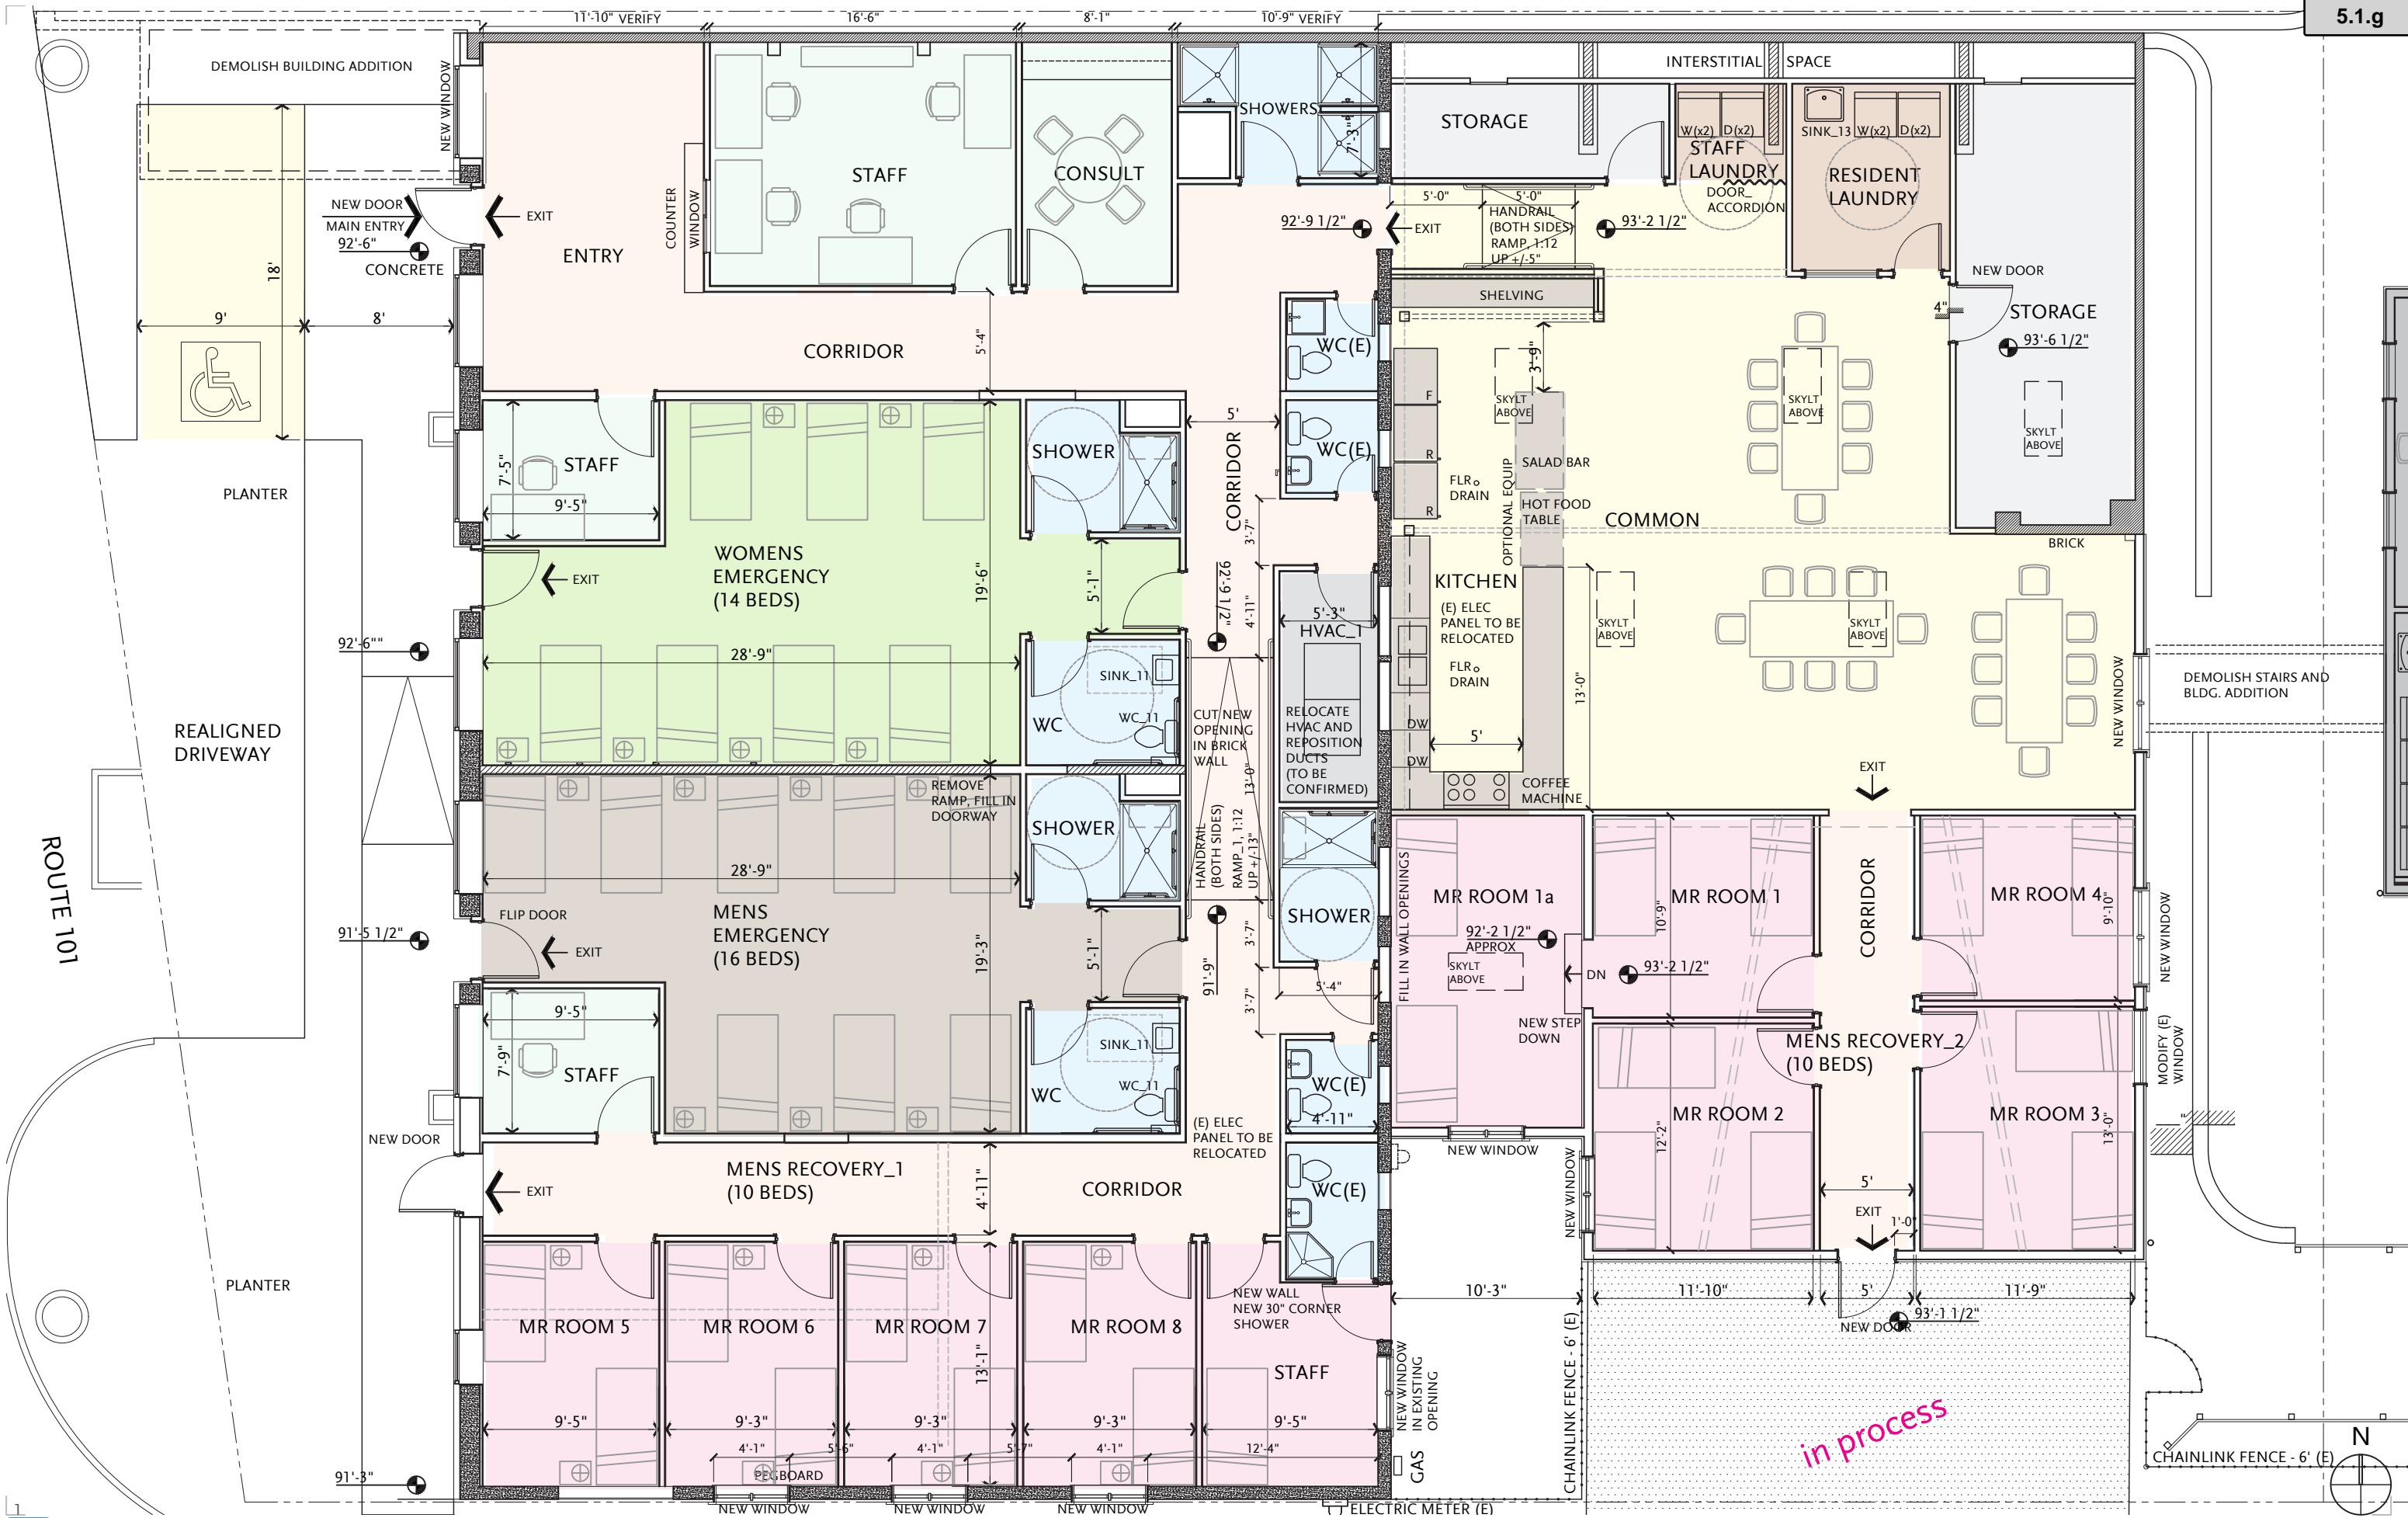 5.1.g
11'-10" VERIFY
16'-6"
8'-1"
10'-9" VERIFY
DEMOLISH BUILDING ADDITION
NEW WINDOW
INTERSTITIAL SPACE
SHOWERS
7'-3"
STORAGE
W(x2) D(x2)
STAFF
LAUNDRY
DOOR
ACCORDION
SINK_13 W(x2) D(x2)
RESIDENT
LAUNDRY
STAFF
CONSULT
COUNTER
WINDOW
NEW DOOR
MAIN ENTRY
92'-6"
CONCRETE
EXIT
ENTRY
92'-9 1/2"
EXIT
5'-0"
5'-0"
HANDRAIL
(BOTH SIDES)
RAMP, 1:12
UP +/-5"
93'-2 1/2"
NEW DOOR
STORAGE
4"
93'-6 1/2"
SKYLT
ABOVE
18'
9'
8'
CORRIDOR
5'-4"
WC(E)
SHELVING
3'-9"
F
R
R
SKYLT
ABOVE
SKYLT
ABOVE
5'
CORRIDOR
WC(E)
STAFF
7'-5"
9'-5"
SHOWER
FLR
DRAIN
OPTIONAL EQUIP
SALAD BAR
HOT FOOD
TABLE
COMMON
BRICK
PLANTER
WOMENS
EMERGENCY
(14 BEDS)
EXIT
19'-6"
5'-1"
3'-7"
92'-9 1/2"
4'-11"
5'-3"
HVAC_1
KITCHEN
(E) ELEC
PANEL TO BE
RELOCATED
FLR
DRAIN
SKYLT
ABOVE
SKYLT
ABOVE
92'-6""
28'-9"
SINK_11
WC
WC_11
CUT NEW
OPENING
IN BRICK
WALL
RELOCATE
HVAC AND
REPOSITION
DUCTS
(TO BE
CONFIRMED)
DW
DW
5'
13'-0"
COFFEE
MACHINE
EXIT
NEW WINDOW
DEMOLISH STAIRS AND
BLDG. ADDITION
REALIGNED
DRIVEWAY
ROUTE 101
REMOVE
RAMP, FILL IN
DOORWAY
SHOWER
13'-0"
HANDRAIL
(BOTH SIDES)
RAMP_1, 1:12
UP +/-13"
28'-9"
FLIP DOOR
91'-5 1/2"
EXIT
MENS
EMERGENCY
(16 BEDS)
19'-3"
5'-1"
91'-9"
3'-7"
3'-7"
SHOWER
5'-4"
FILL IN WALL OPENINGS
MR ROOM 1a
92'-2 1/2"
APPROX
SKYLT
ABOVE
DN
93'-2 1/2"
NEW STEP
DOWN
MR ROOM 1
10'-9"
CORRIDOR
MR ROOM 4
9'-10"
NEW WINDOW
MENS RECOVERY_2
(10 BEDS)
MODIFY (E)
WINDOW
9'-5"
7'-9"
STAFF
SINK_11
WC
WC_11
WC(E)
4'-11"
MR ROOM 2
12'-2"
MR ROOM 3
13'-0"
(E) ELEC
PANEL TO BE
RELOCATED
NEW DOOR
EXIT
MENS RECOVERY_1
(10 BEDS)
4'-11"
CORRIDOR
WC(E)
NEW WINDOW
NEW WINDOW
5'
EXIT
1'-0"
PLANTER
NEW WALL
NEW 30" CORNER
SHOWER
10'-3"
11'-10"
5'
11'-9"
NEW DOOR
93'-1 1/2"
MR ROOM 5
MR ROOM 6
MR ROOM 7
MR ROOM 8
13'-1"
STAFF
NEW WINDOW
IN EXISTING
OPENING
GAS
CHAINLINK FENCE - 6' (E)
9'-5"
9'-3"
9'-3"
9'-3"
9'-5"
4'-1"
5'-6"
4'-1"
5'-7"
4'-1"
12'-4"
PEGBOARD
in process
CHAINLINK FENCE - 6' (E)
N
91'-3"
NEW WINDOW
NEW WINDOW
NEW WINDOW
ELECTRIC METER (E)
1